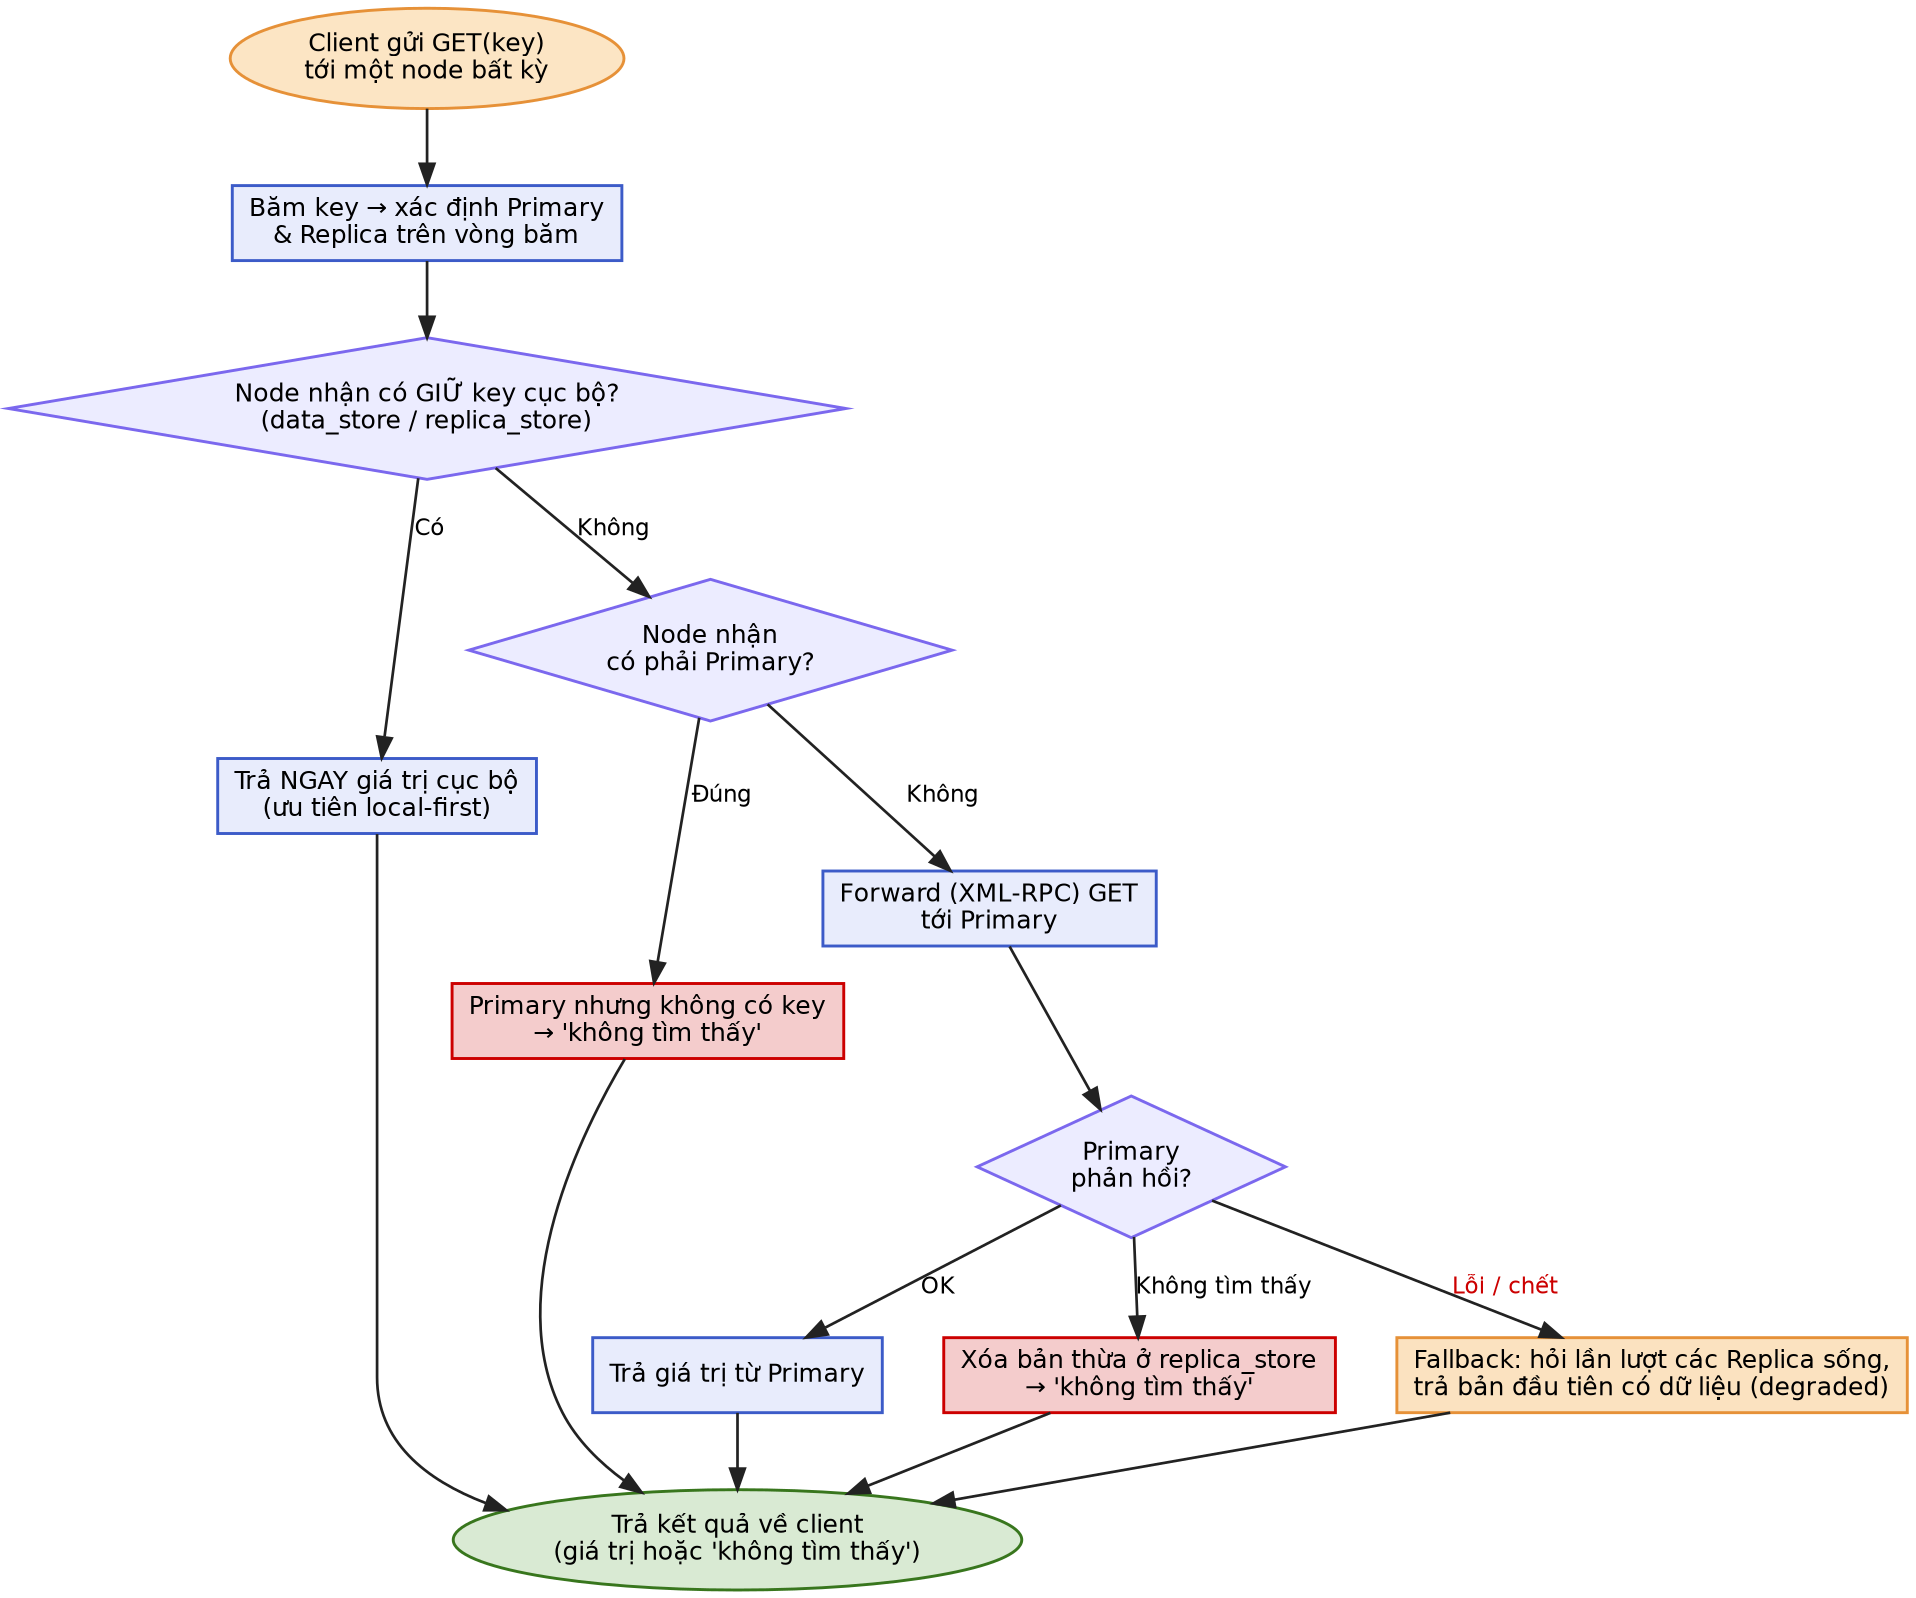 Client gửi GET(key)
tới một node bất kỳ
Băm key → xác định Primary
& Replica trên vòng băm
Node nhận có GIỮ key cục bộ?
(data_store / replica_store)
Có
Không
Node nhận
có phải Primary?
Trả NGAY giá trị cục bộ
(ưu tiên local-first)
Đúng
Không
Forward (XML-RPC) GET
tới Primary
Primary nhưng không có key
→ 'không tìm thấy'
Primary
phản hồi?
OK
Không tìm thấy
Lỗi / chết
Trả giá trị từ Primary
Xóa bản thừa ở replica_store
→ 'không tìm thấy'
Fallback: hỏi lần lượt các Replica sống,
trả bản đầu tiên có dữ liệu (degraded)
Trả kết quả về client
(giá trị hoặc 'không tìm thấy')